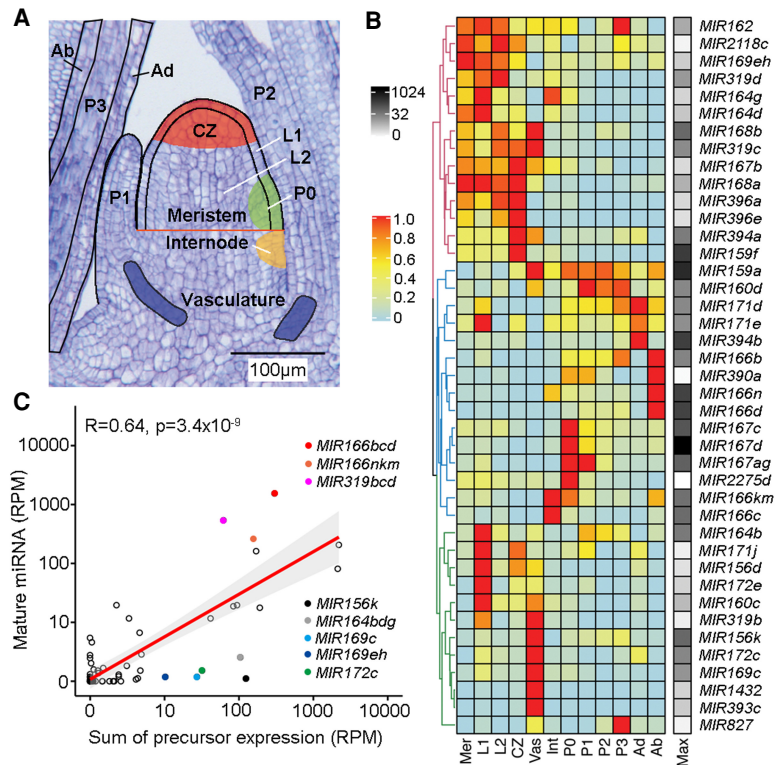 A
Ab
Ad
P3
P2
CZ
L1
L2
P1
P0
Meristem
Internode
Vasculature
100μm
B
1024
32
0
1.0
0.8
0.6
0.4
0.2
0
MIR162
MIR2118c
MIR169eh
MIR319d
MIR164g
MIR164d
MIR168b
MIR319c
MIR167b
MIR168a
MIR396a
MIR396e
MIR394a
MIR159f
MIR159a
MIR160d
MIR171d
MIR171e
MIR394b
MIR166b
MIR390a
MIR166n
MIR166d
MIR167c
MIR167d
MIR167ag
MIR2275d
MIR166km
MIR166c
MIR164b
MIR171j
MIR156d
MIR172e
MIR160c
MIR319b
MIR156k
MIR172c
MIR169c
MIR1432
MIR393c
MIR827
Mer L1 L2 CZ Vas Int P0 P1 P2 P3 Ad Ab Max
C
R=0.64, p=3.4x10-9
MIR166bcd
MIR166nkm
MIR319bcd
MIR156k
MIR164bdg
MIR169c
MIR169eh
MIR172c
Mature miRNA (RPM)
10000
1000
100
10
0
0 10 100 1000 10000
Sum of precursor expression (RPM)